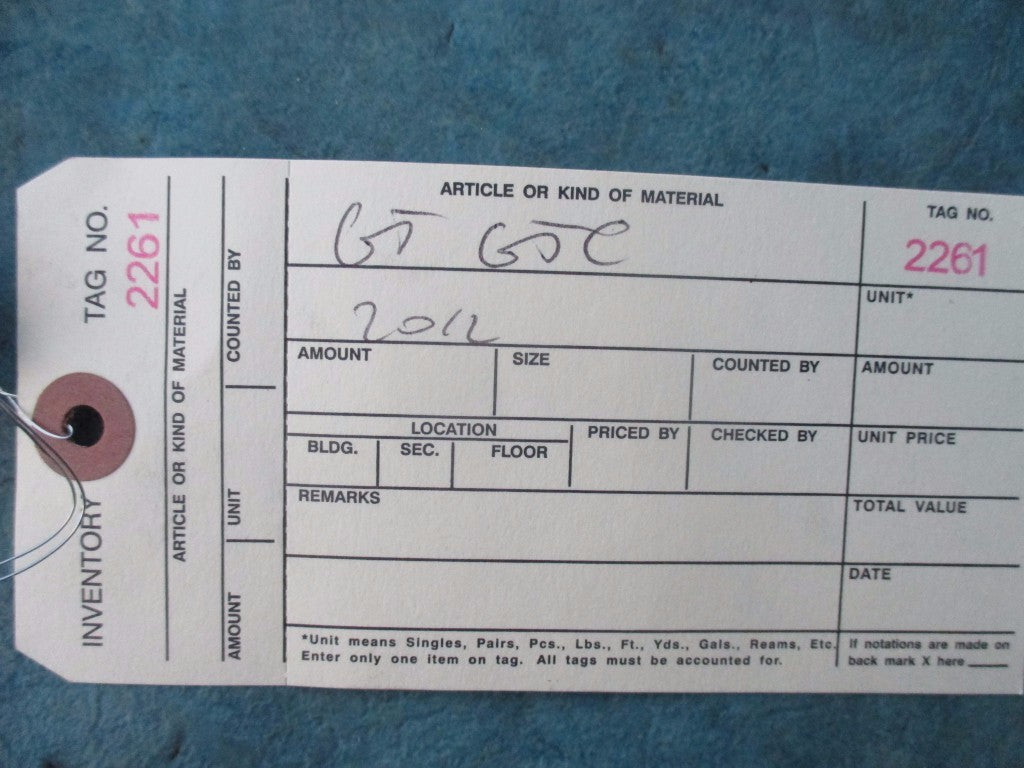 INVENTORY TAG NO.
2261
ARTICLE OR KIND OF MATERIAL
AMOUNT UNIT COUNTED BY
ARTICLE OR KIND OF MATERIAL
GJ GJC
2012
TAG NO.
2261
UNIT*
AMOUNT SIZE COUNTED BY AMOUNT
LOCATION PRICED BY CHECKED BY UNIT PRICE
BLDG. SEC. FLOOR
REMARKS TOTAL VALUE
DATE
*Unit means Singles, Pairs, Pcs., Lbs., Ft., Yds., Gals., Reams, Etc.
Enter only one item on tag. All tags must be accounted for.
If notations are made on
back mark X here